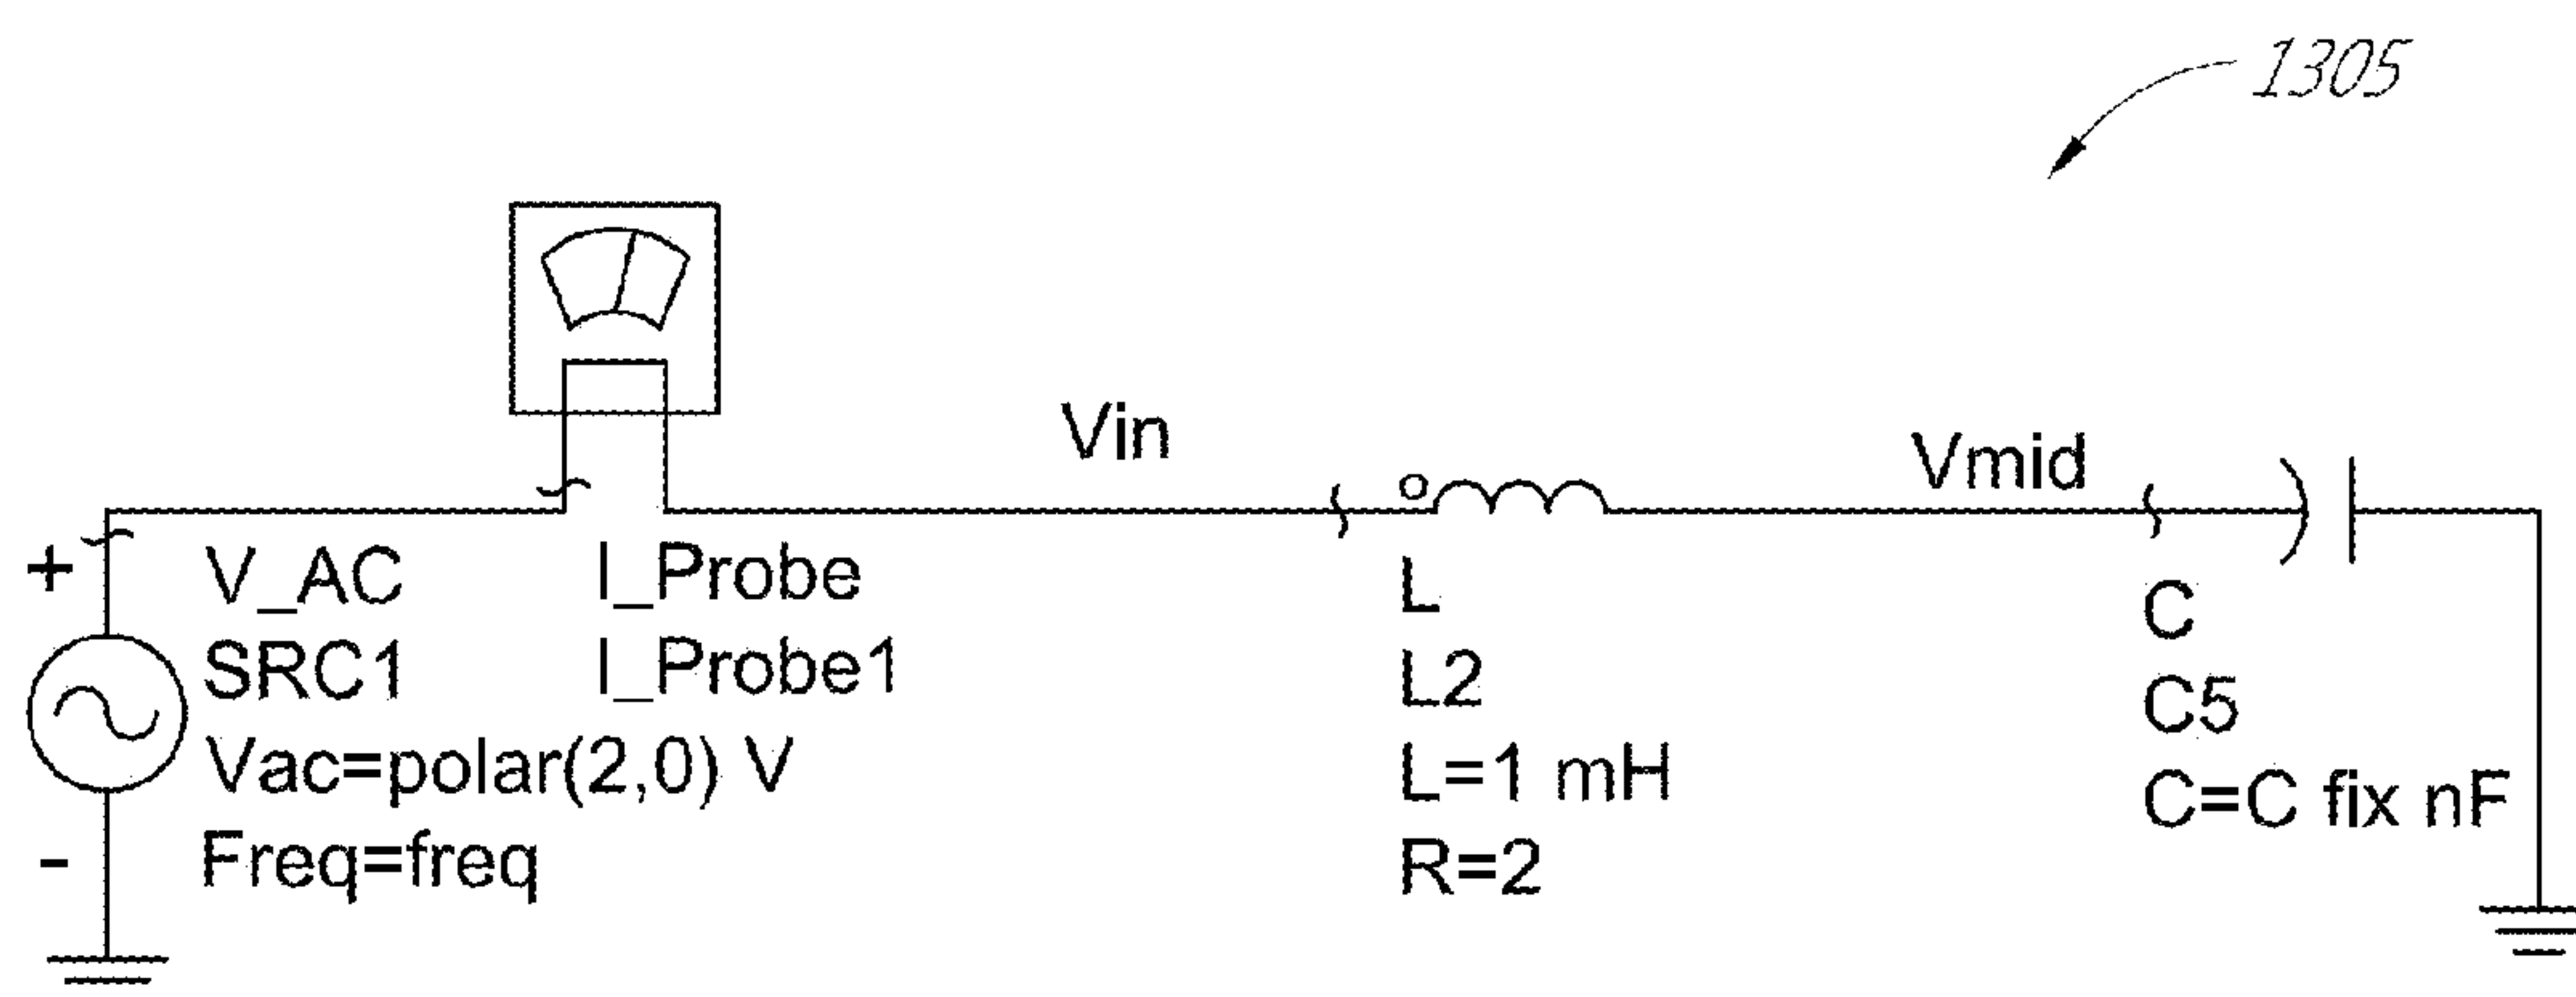 1305
Vin
Vmid
+
V_AC
SRC1
Vac=polar(2,0) V
Freq=freq
-
I_Probe
I_Probe1
L
L2
L=1 mH
R=2
C
C5
C=C fix nF